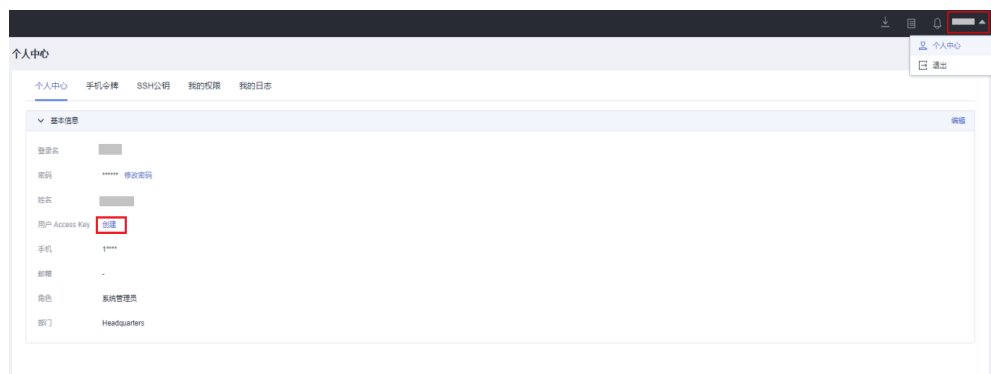 个人中心
退出
个人中心
个人中心 手机令牌 SSH公钥 我的权限 我的日志
基本信息 编辑
登录名
密码 ****** 修改密码
姓名
用户 Access Key 创建
手机 1****
邮箱 -
角色 系统管理员
部门 Headquarters